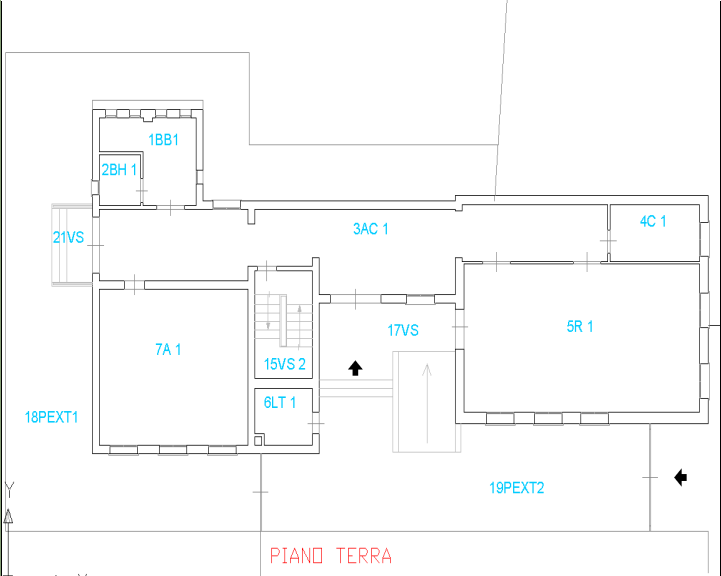 1BB1
2BH 1
4C 1
3AC 1
21VS
5R 1
17VS
7A 1
15VS 2
6LT 1
18PEXT1
19PEXT2
Y
PIANO TERRA